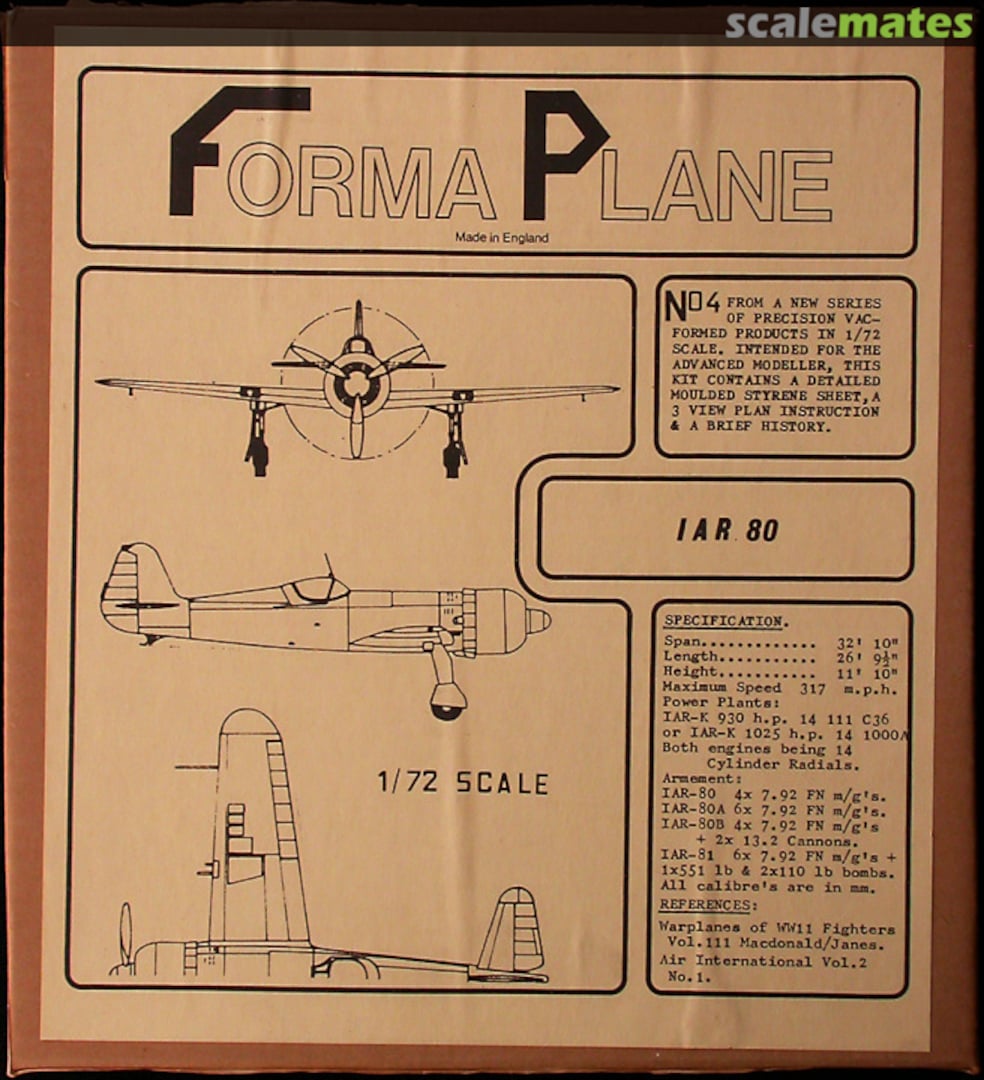 scalemates
FORMA PLANE
Made in England
No 4 FROM A NEW SERIES
OF PRECISION VAC-
FORMED PRODUCTS IN 1/72
SCALE. INTENDED FOR THE
ADVANCED MODELLER, THIS
KIT CONTAINS A DETAILED
MOULDED STYRENE SHEET, A
3 VIEW PLAN INSTRUCTION
& A BRIEF HISTORY.
IAR 80
1/72 SCALE
SPECIFICATION.
Span............. 32' 10"
Length........... 26' 9½"
Height........... 11' 10"
Maximum Speed 317 m.p.h.
Power Plants:
IAR-K 930 h.p. 14 111 C36
or IAR-K 1025 h.p. 14 1000A
Both engines being 14
Cylinder Radials.
Armement:
IAR-80 4x 7.92 FN m/g's.
IAR-80A 6x 7.92 FN m/g's.
IAR-80B 4x 7.92 FN m/g's
+ 2x 13.2 Cannons.
IAR-81 6x 7.92 FN m/g's +
1x551 lb & 2x110 lb bombs.
All calibre's are in mm.
REFERENCES:
Warplanes of WW11 Fighters
Vol.111 Macdonald/Janes.
Air International Vol.2
No.1.